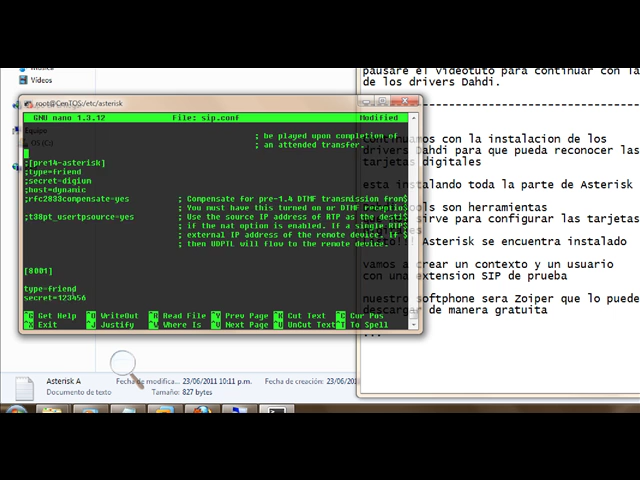 Vídeos
root@CentOS:/etc/asterisk
GNU nano 1.3.12 File: sip.conf Modified
; be played upon completion of
; an attended transfer.
;[pre14-asterisk]
;type=friend
;secret=digium
;host=dynamic
;rfc2833compensate=yes ; Compensate for pre-1.4 DTMF transmission from$
; You must have this turned on or DTMF receptio$
;t38pt_usertpsource=yes ; Use the source IP address of RTP as the desti$
; if the nat option is enabled. If a single RTP$
; external IP address of the remote device. If $
; then UDPTL will flow to the remote device.
[8001]
type=friend
secret=123456
^G Get Help ^O WriteOut ^R Read File ^Y Prev Page ^K Cut Text ^C Cur Pos
^X Exit ^J Justify ^W Where Is ^V Next Page ^U UnCut Text ^T To Spell
Equipo
OS (C:)
pausare el videotuto para continuar con la
de los drivers Dahdi.
continuamos con la instalacion de los
drivers Dahdi para que pueda reconocer las
tarjetas digitales
esta instalando toda la parte de Asterisk
tools son herramientas
sirve para configurar las tarjetas
Asterisk se encuentra instalado
vamos a crear un contexto y un usuario
con una extension SIP de prueba
nuestro softphone sera Zoiper que lo puede
descargar de manera gratuita
...
Asterisk A Fecha de modifica... 23/06/2011 10:11 p.m. Fecha de creación: 23/06/201
Documento de texto Tamaño: 827 bytes